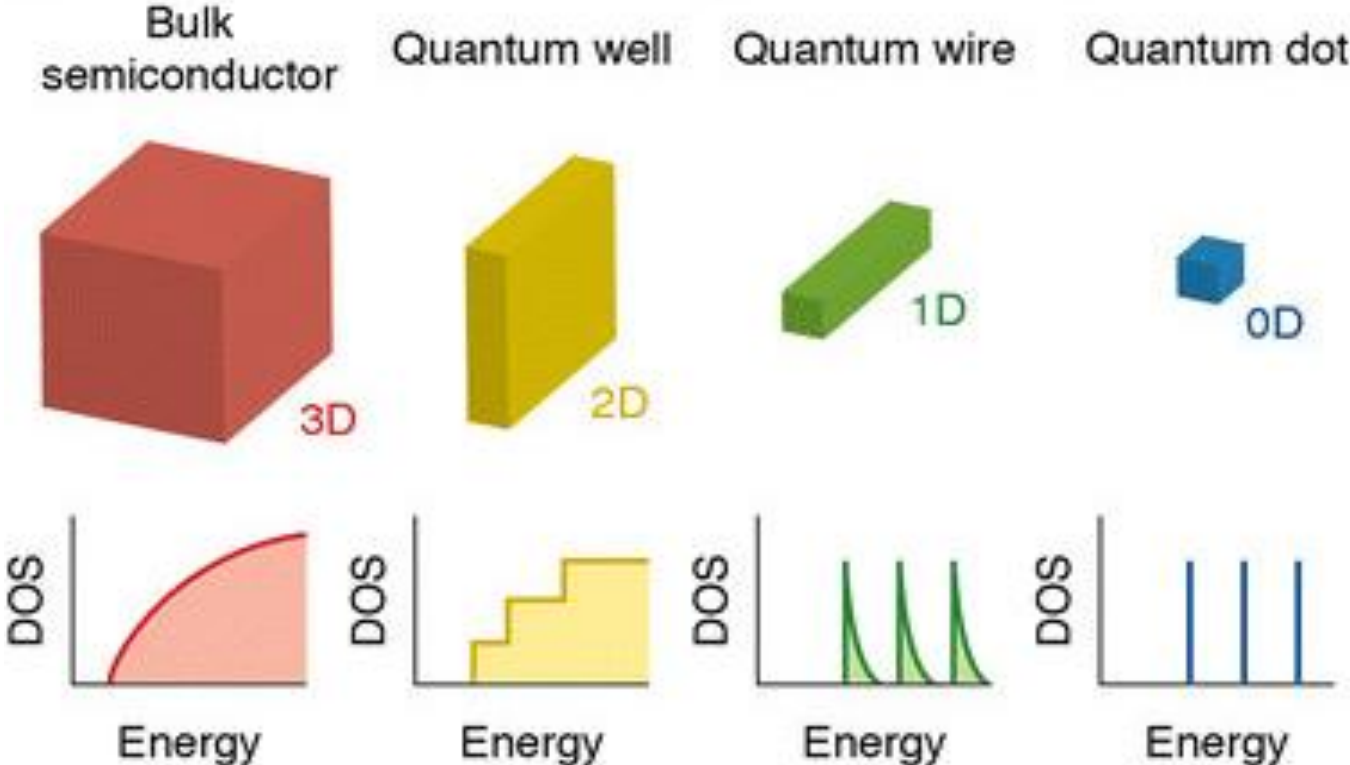 Bulk
semiconductor
Quantum well
Quantum wire
Quantum dot
3D
2D
1D
0D
DOS
Energy
DOS
Energy
DOS
Energy
DOS
Energy